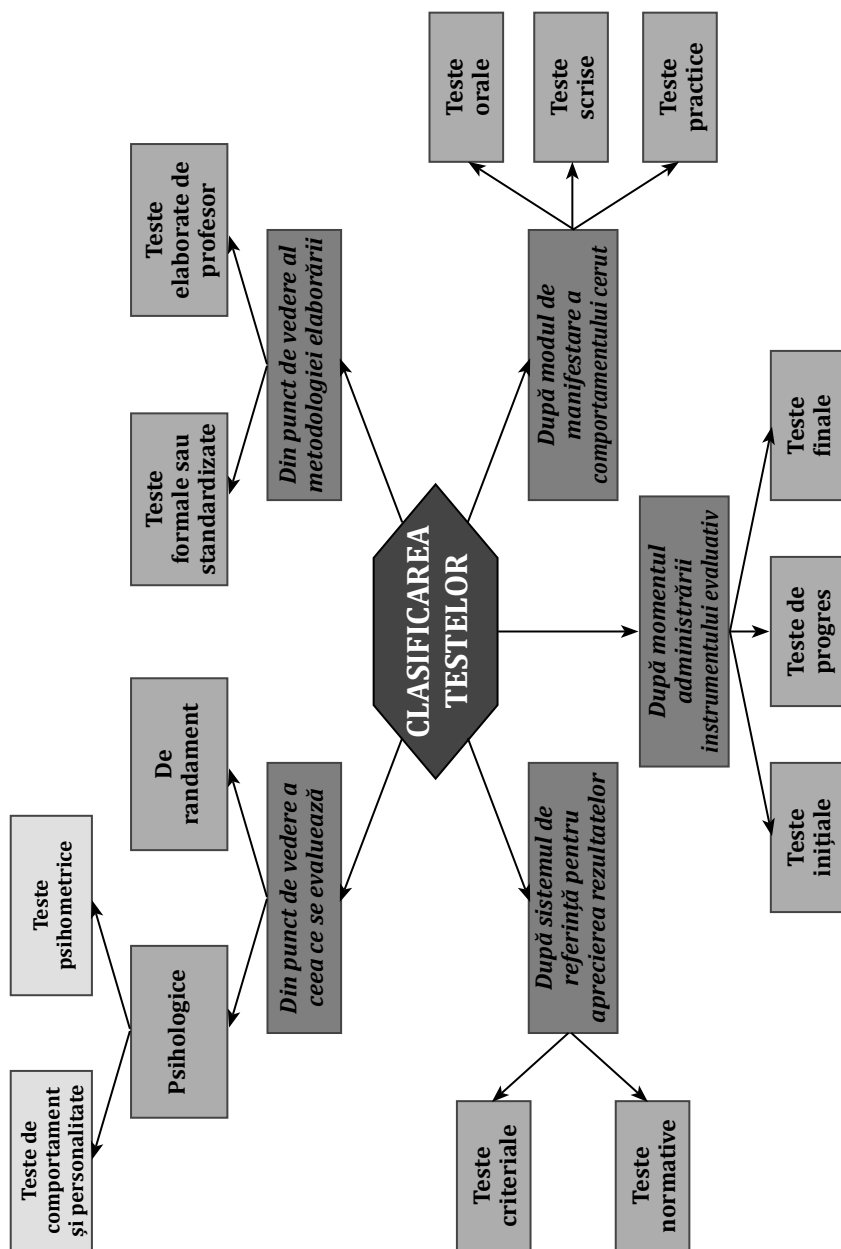 Teste de
comportament
și personalitate
Teste
psihometrice
Psihologice
De
randament
Teste
formale sau
standardizate
Teste
elaborate de
profesor
Din punct de vedere a
ceea ce se evaluează
Din punct de vedere al
metodologiei elaborării
CLASIFICAREA
TESTELOR
Teste
criteriale
Teste
normative
După sistemul de
referință pentru
aprecierea rezultatelor
După modul de
manifestare a
comportamentului cerut
Teste
orale
Teste
scrise
Teste
practice
După momentul
administrării
instrumentului evaluativ
Teste
inițiale
Teste de
progres
Teste
finale